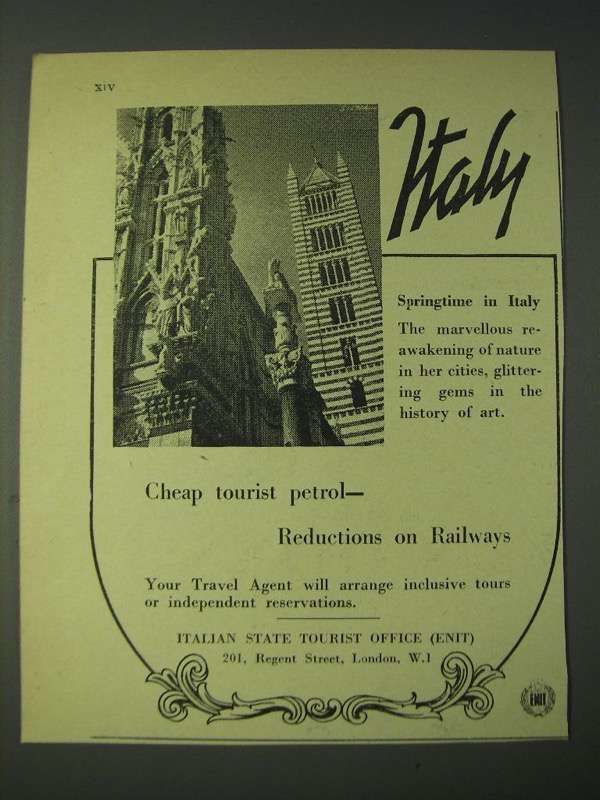 xiv
Italy
Springtime in Italy
The marvellous re-
awakening of nature
in her cities, glitter-
ing gems in the
history of art.
Cheap tourist petrol—
Reductions on Railways
Your Travel Agent will arrange inclusive tours
or independent reservations.
ITALIAN STATE TOURIST OFFICE (ENIT)
201, Regent Street, London, W.1
ENIT